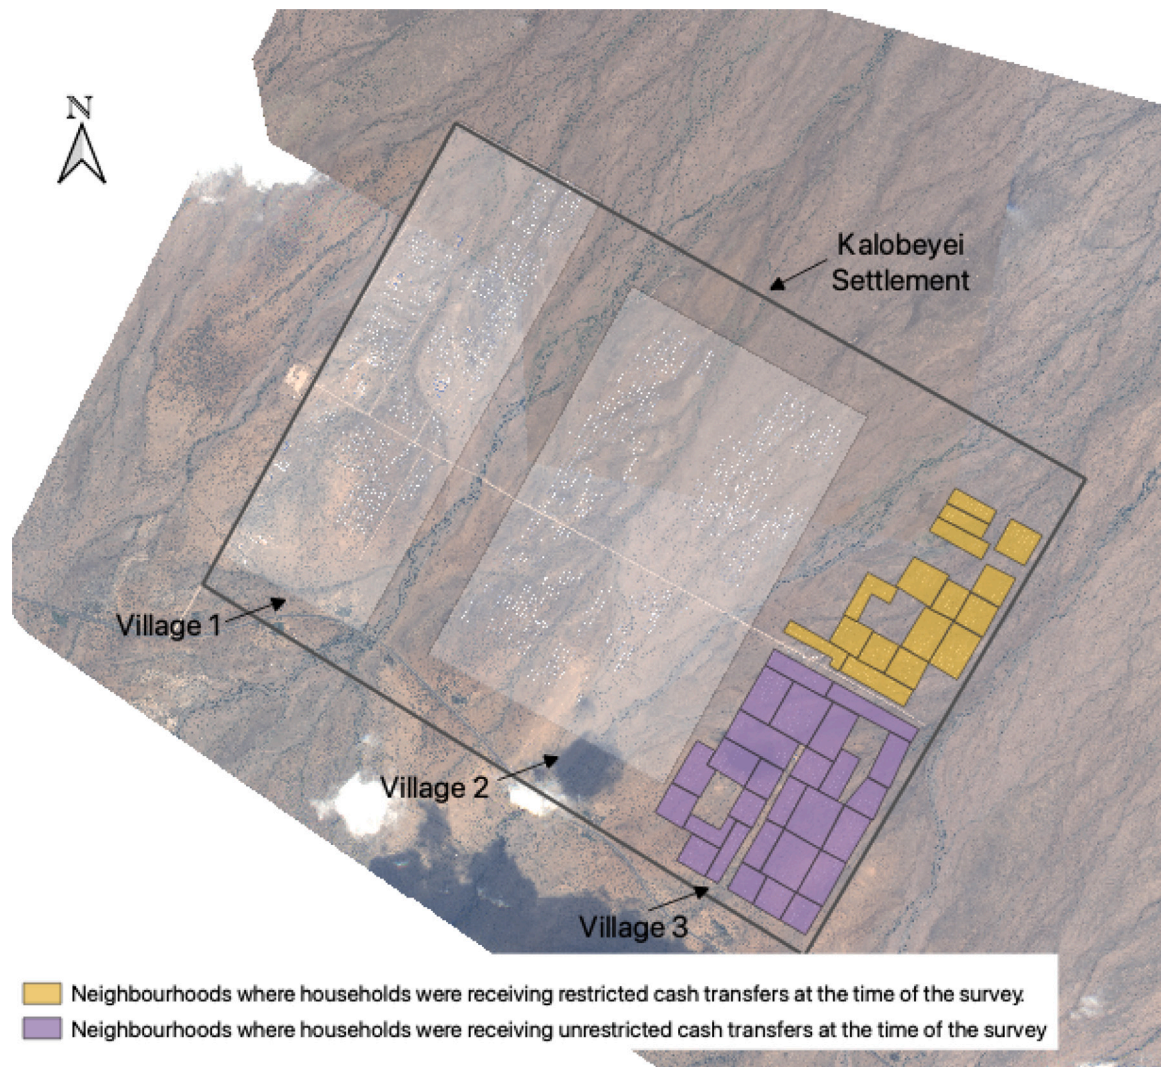 N
Kalobeyei
Settlement
Village 1
Village 2
Village 3
Neighbourhoods where households were receiving restricted cash transfers at the time of the survey.
Neighbourhoods where households were receiving unrestricted cash transfers at the time of the survey